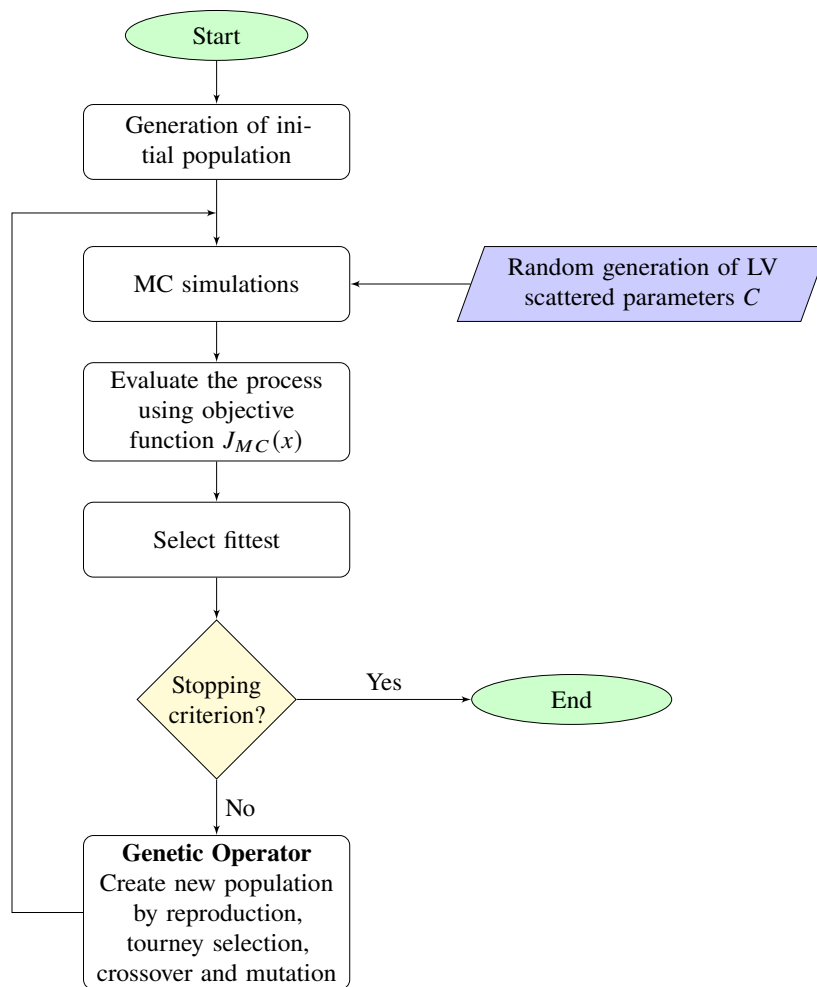 Start
Generation of ini-
tial population
MC simulations
Random generation of LV
scattered parameters C
Evaluate the process
using objective
function J_{MC}(x)
Select fittest
Stopping
criterion?
Yes
End
No
Genetic Operator
Create new population
by reproduction,
tourney selection,
crossover and mutation